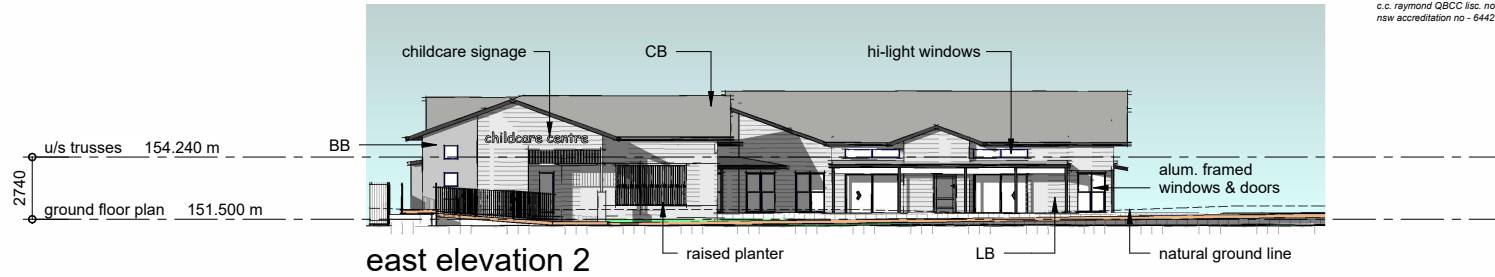 c.c. raymond QBCC lisc. no
nsw accreditation no - 6442
childcare signage
CB
hi-light windows
childcare centre
BB
u/s trusses 154.240 m
2740
alum. framed
windows & doors
ground floor plan 151.500 m
raised planter
LB
natural ground line
east elevation 2